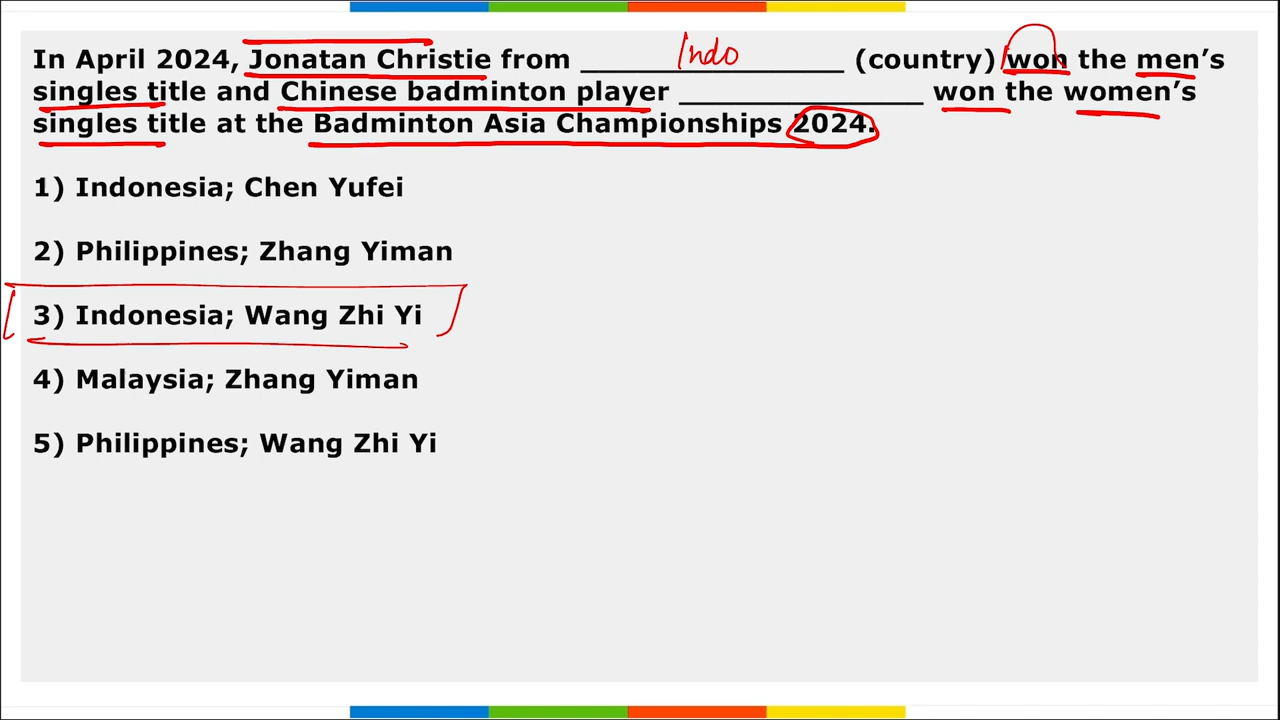 In April 2024, Jonatan Christie from ______________ Indo (country) won the men’s
singles title and Chinese badminton player ______________ won the women’s
singles title at the Badminton Asia Championships 2024.
1) Indonesia; Chen Yufei
2) Philippines; Zhang Yiman
3) Indonesia; Wang Zhi Yi
4) Malaysia; Zhang Yiman
5) Philippines; Wang Zhi Yi